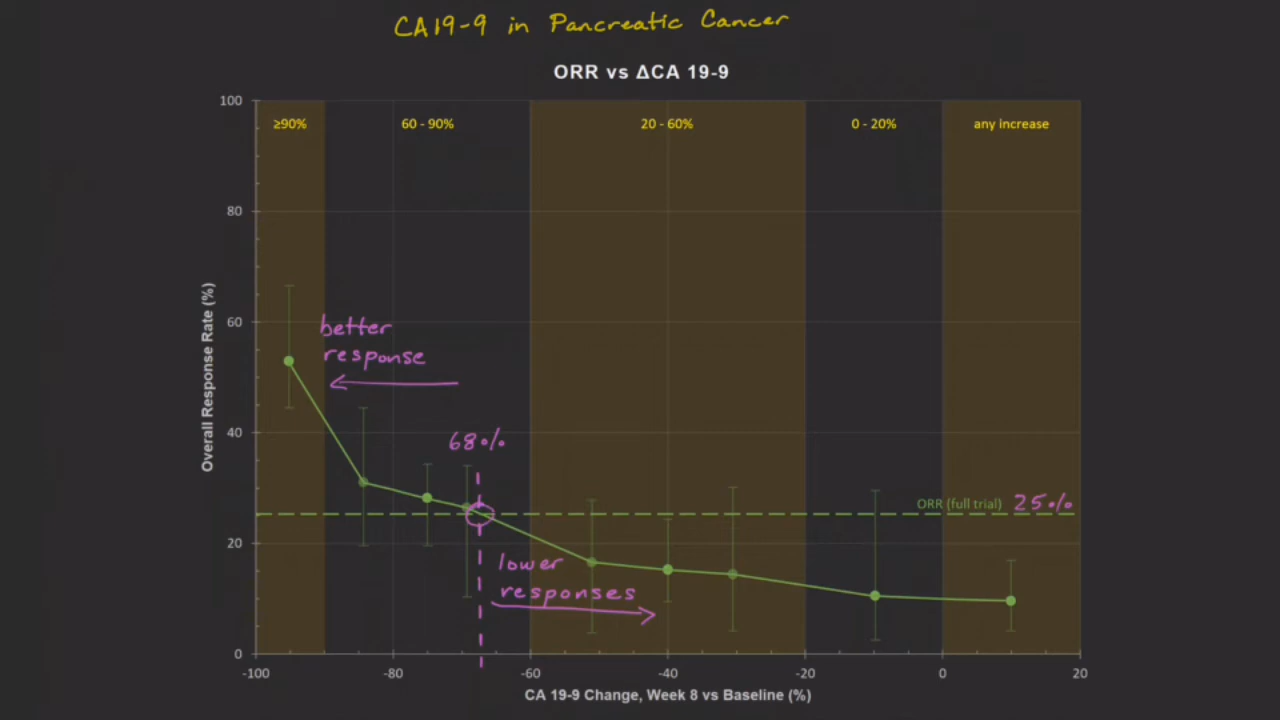 CA19-9 in Pancreatic Cancer
ORR vs ΔCA 19-9
100
80
60
40
20
0
Overall Response Rate (%)
≥90%
60 - 90%
20 - 60%
0 - 20%
any increase
better
response
68%
ORR (full trial) 25%
lower
responses
-100 -80 -60 -40 -20 0 20
CA 19-9 Change, Week 8 vs Baseline (%)